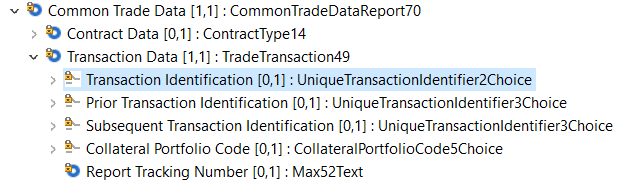 Common Trade Data [1,1] : CommonTradeDataReport70
Contract Data [0,1] : ContractType14
Transaction Data [1,1] : TradeTransaction49
Transaction Identification [0,1] : UniqueTransactionIdentifier2Choice
Prior Transaction Identification [0,1] : UniqueTransactionIdentifier3Choice
Subsequent Transaction Identification [0,1] : UniqueTransactionIdentifier3Choice
Collateral Portfolio Code [0,1] : CollateralPortfolioCode5Choice
Report Tracking Number [0,1] : Max52Text